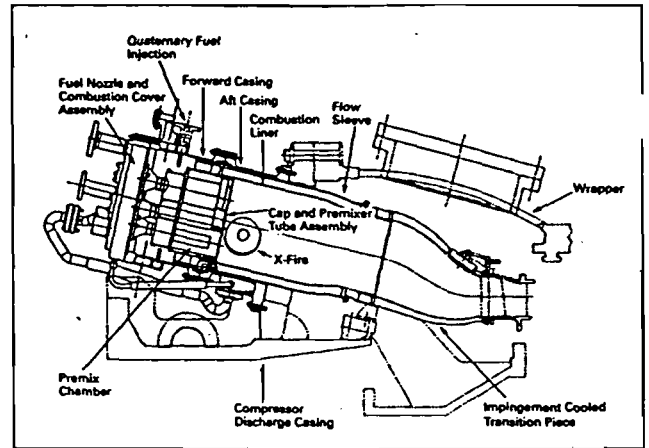 Quaternary Fuel
Injection
Fuel Nozzle and
Combustion Cover
Assembly
Forward Casing
Aft Casing
Combustion
Liner
Flow
Sleeve
Wrapper
Cap and Premixer
Tube Assembly
X-Fire
Premix
Chamber
Compressor
Discharge Casing
Impingement Cooled
Transition Piece